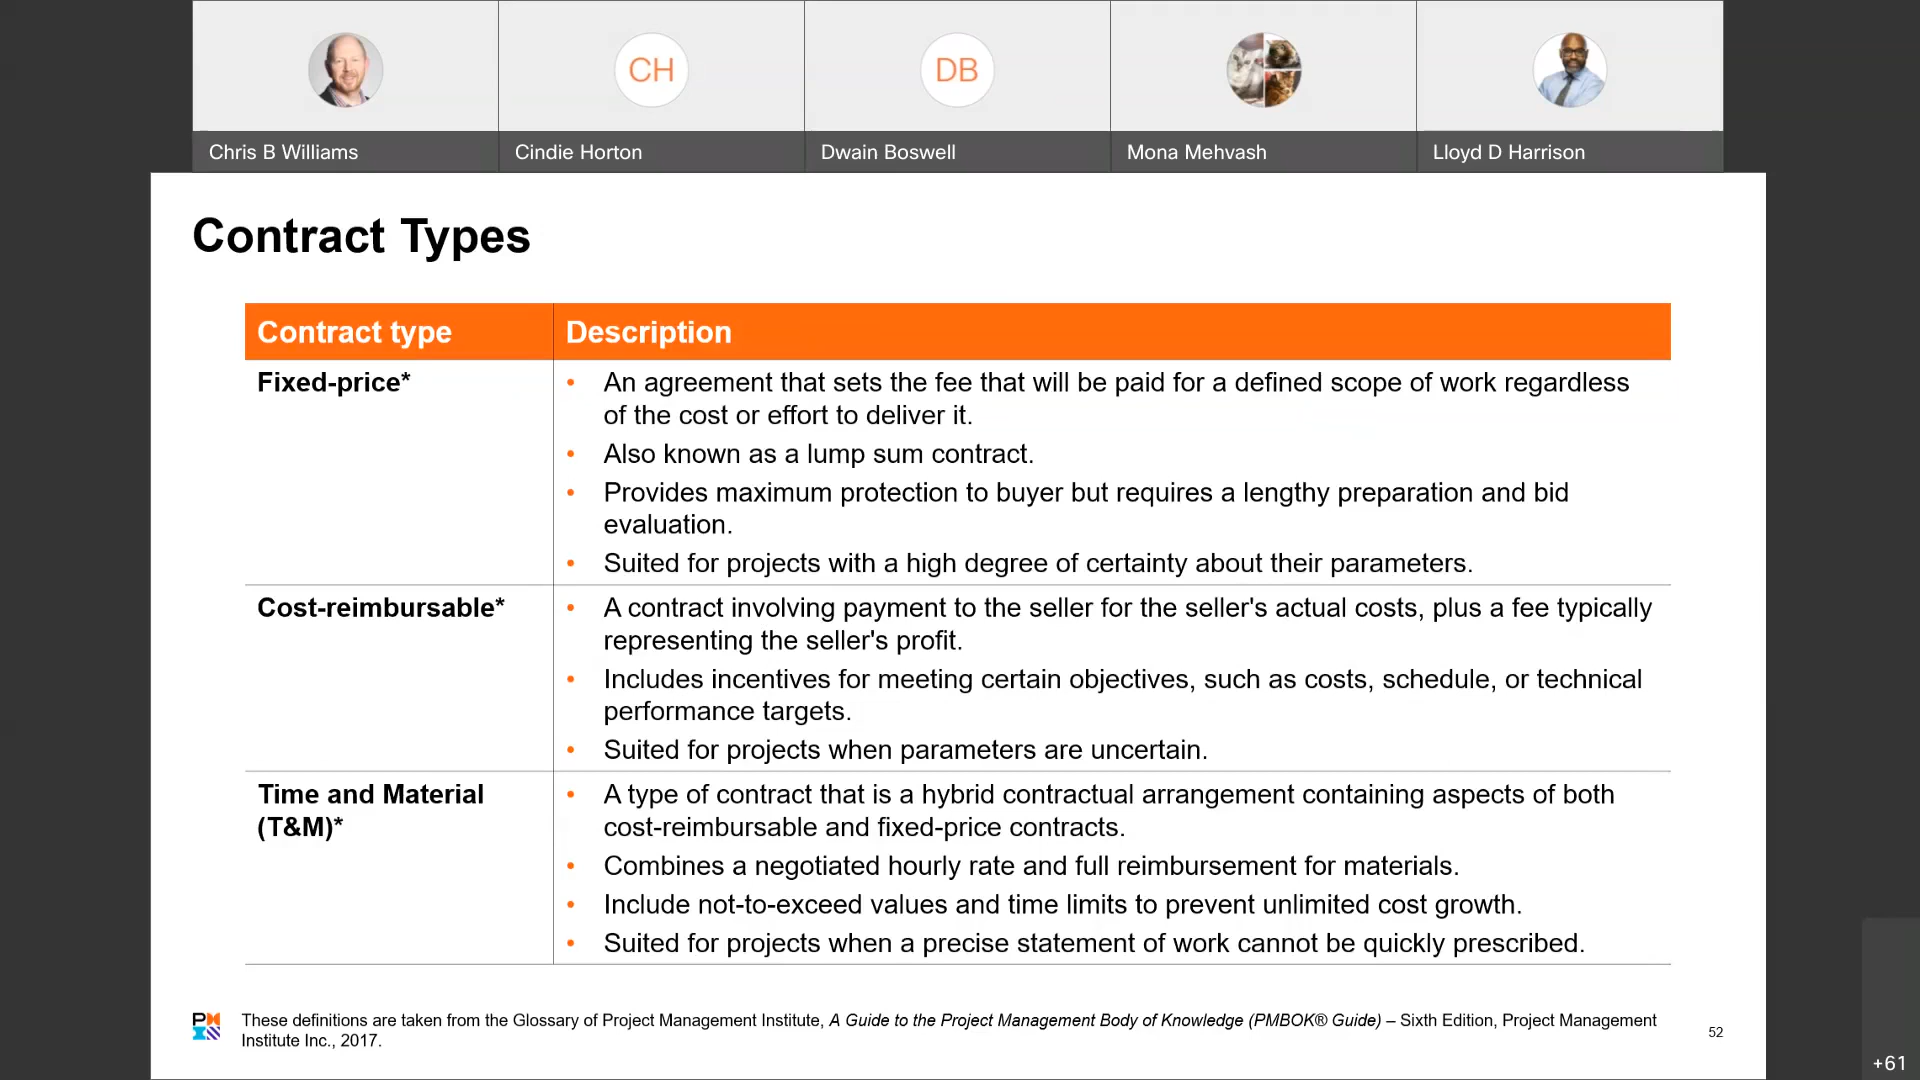 CH
DB
Chris B Williams
Cindie Horton
Dwain Boswell
Mona Mehvash
Lloyd D Harrison
Contract Types
Contract type
Description
Fixed-price*
• An agreement that sets the fee that will be paid for a defined scope of work regardless
of the cost or effort to deliver it.
• Also known as a lump sum contract.
• Provides maximum protection to buyer but requires a lengthy preparation and bid
evaluation.
• Suited for projects with a high degree of certainty about their parameters.
Cost-reimbursable*
• A contract involving payment to the seller for the seller's actual costs, plus a fee typically
representing the seller's profit.
• Includes incentives for meeting certain objectives, such as costs, schedule, or technical
performance targets.
• Suited for projects when parameters are uncertain.
Time and Material
(T&M)*
• A type of contract that is a hybrid contractual arrangement containing aspects of both
cost-reimbursable and fixed-price contracts.
• Combines a negotiated hourly rate and full reimbursement for materials.
• Include not-to-exceed values and time limits to prevent unlimited cost growth.
• Suited for projects when a precise statement of work cannot be quickly prescribed.
These definitions are taken from the Glossary of Project Management Institute, A Guide to the Project Management Body of Knowledge (PMBOK® Guide) – Sixth Edition, Project Management
Institute Inc., 2017.
52
+61